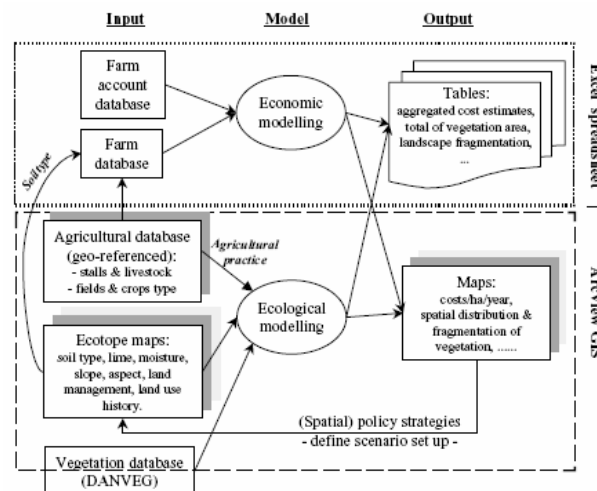 Input
Model
Output
Farm
account
database
Economic
modelling
Tables:
aggregated cost estimates,
total of vegetation area,
landscape fragmentation,
...
Excel spreadsheet
Farm
database
Soil type
Agricultural database
(geo-referenced):
- stalls & livestock
- fields & crops type
Agricultural
practice
Ecological
modelling
Maps:
costs/ha/year,
spatial distribution &
fragmentation of
vegetation, ......
ArcView GIS
Ecotope maps:
soil type, lime, moisture,
slope, aspect, land
management, land use
history.
(Spatial) policy strategies
- define scenario set up -
Vegetation database
(DANVEG)